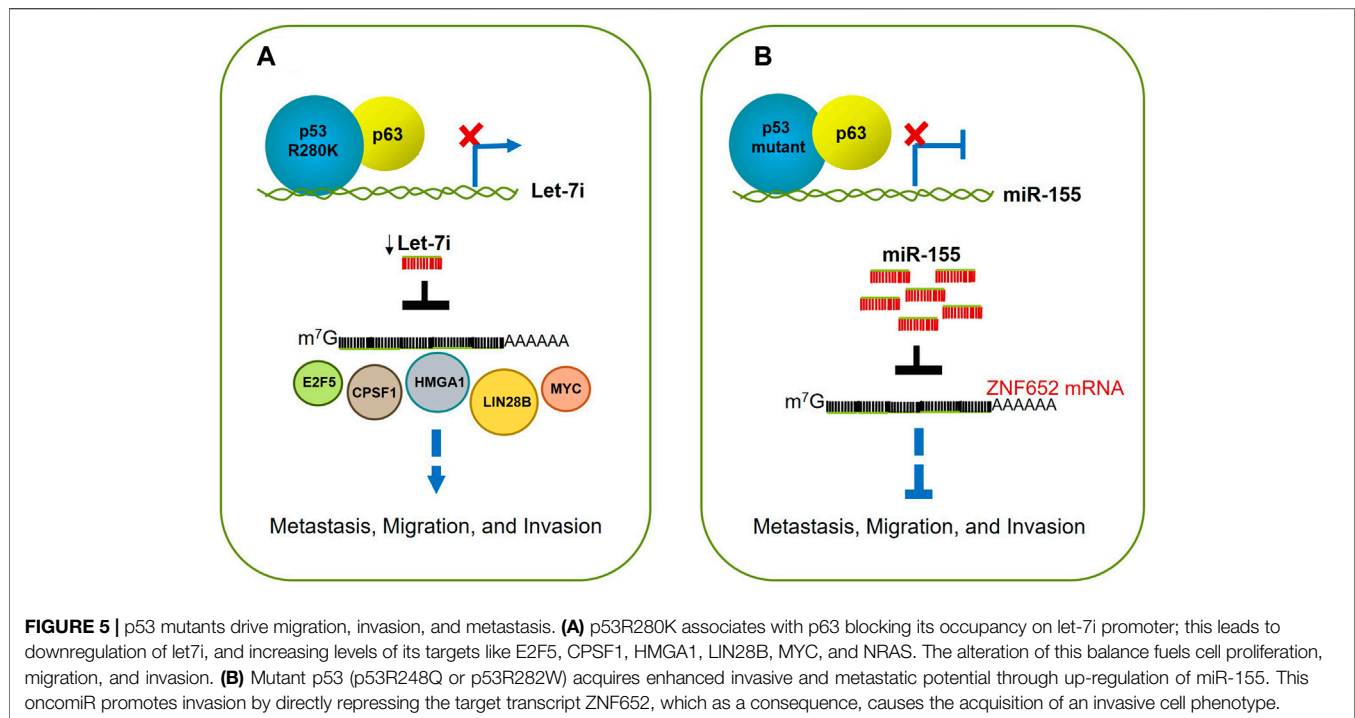 A
p53
R280K
p63
Let-7i
↓ Let-7i
m⁷G
AAAAAA
E2F5
CPSF1
HMGA1
LIN28B
MYC
Metastasis, Migration, and Invasion
B
p53
mutant
p63
miR-155
miR-155
ZNF652 mRNA
m⁷G
AAAAAA
Metastasis, Migration, and Invasion
FIGURE 5 | p53 mutants drive migration, invasion, and metastasis. (A) p53R280K associates with p63 blocking its occupancy on let-7i promoter; this leads to
downregulation of let7i, and increasing levels of its targets like E2F5, CPSF1, HMGA1, LIN28B, MYC, and NRAS. The alteration of this balance fuels cell proliferation,
migration, and invasion. (B) Mutant p53 (p53R248Q or p53R282W) acquires enhanced invasive and metastatic potential through up-regulation of miR-155. This
oncomiR promotes invasion by directly repressing the target transcript ZNF652, which as a consequence, causes the acquisition of an invasive cell phenotype.